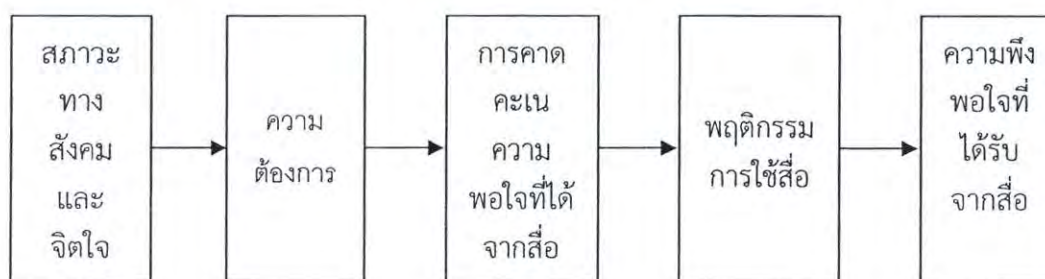 สภาวะ
ทาง
สังคม
และ
จิตใจ
ความ
ต้องการ
การคาด
คะเน
ความ
พอใจที่ได้
จากสื่อ
พฤติกรรม
การใช้สื่อ
ความพึง
พอใจที่
ได้รับ
จากสื่อ